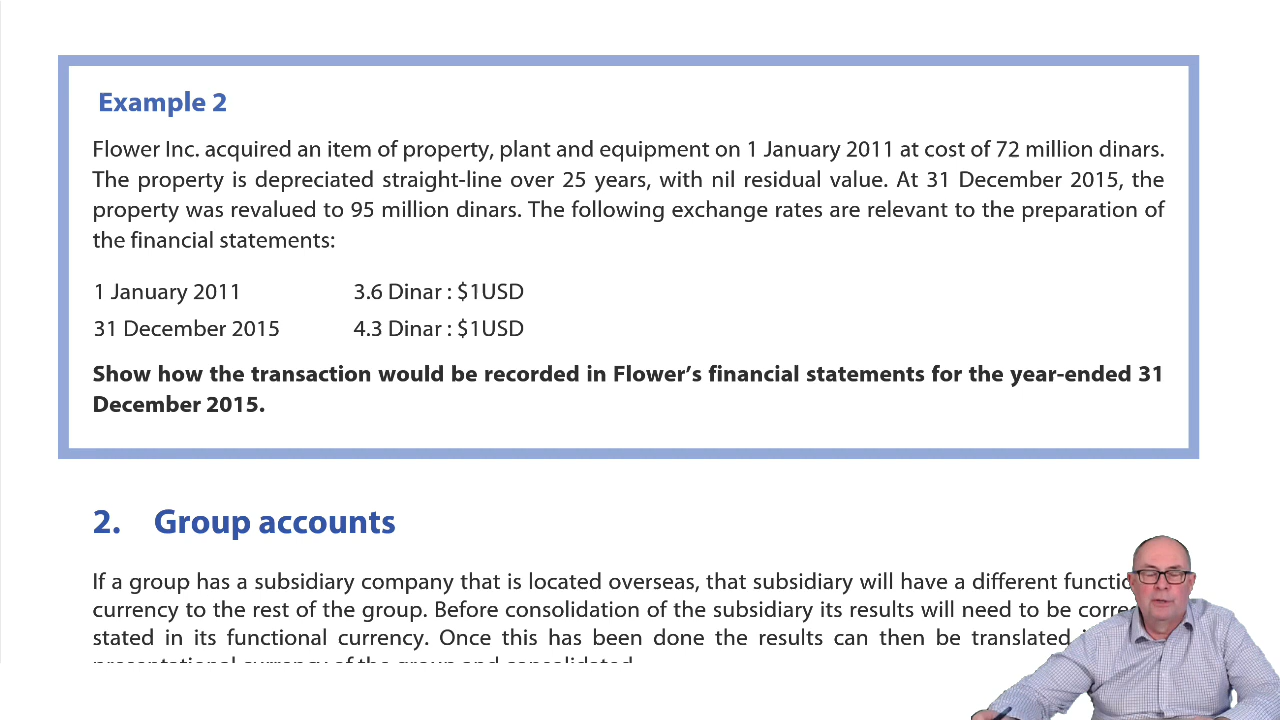 Example 2
Flower Inc. acquired an item of property, plant and equipment on 1 January 2011 at cost of 72 million dinars.
The property is depreciated straight-line over 25 years, with nil residual value. At 31 December 2015, the
property was revalued to 95 million dinars. The following exchange rates are relevant to the preparation of
the financial statements:
1 January 2011 3.6 Dinar : $1USD
31 December 2015 4.3 Dinar : $1USD
Show how the transaction would be recorded in Flower's financial statements for the year-ended 31
December 2015.
2. Group accounts
If a group has a subsidiary company that is located overseas, that subsidiary will have a different
currency to the rest of the group. Before consolidation of the subsidiary its results will need to be
stated in its functional currency. Once this has been done the results can then be translated
presentational currency of the group and consolidated.